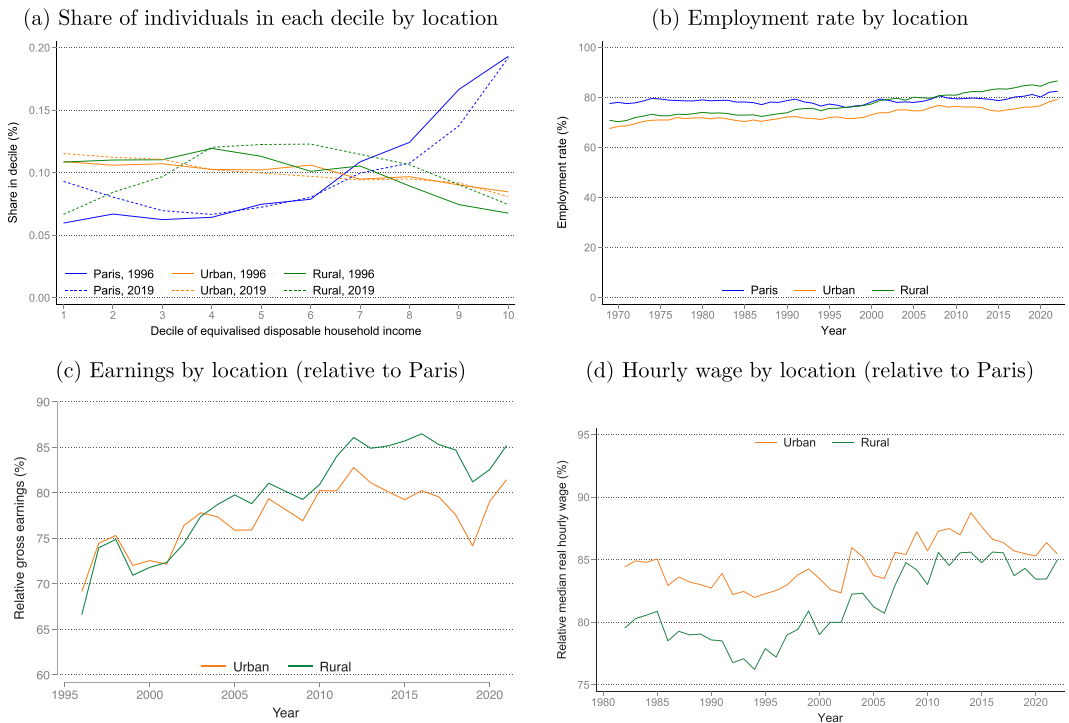 (a) Share of individuals in each decile by location
0.20
0.15
0.10
0.05
0.00
Share in decile (%)
Paris, 1996 Urban, 1996 Rural, 1996
Paris, 2019 Urban, 2019 Rural, 2019
1 2 3 4 5 6 7 8 9 10
Decile of equivalised disposable household income
(b) Employment rate by location
100
80
60
40
20
0
Employment rate (%)
Paris Urban Rural
1970 1975 1980 1985 1990 1995 2000 2005 2010 2015 2020
Year
(c) Earnings by location (relative to Paris)
90
85
80
75
70
65
60
Relative gross earnings (%)
Urban Rural
1995 2000 2005 2010 2015 2020
Year
(d) Hourly wage by location (relative to Paris)
95
90
85
80
75
Relative median real hourly wage (%)
Urban Rural
1980 1985 1990 1995 2000 2005 2010 2015 2020
Year